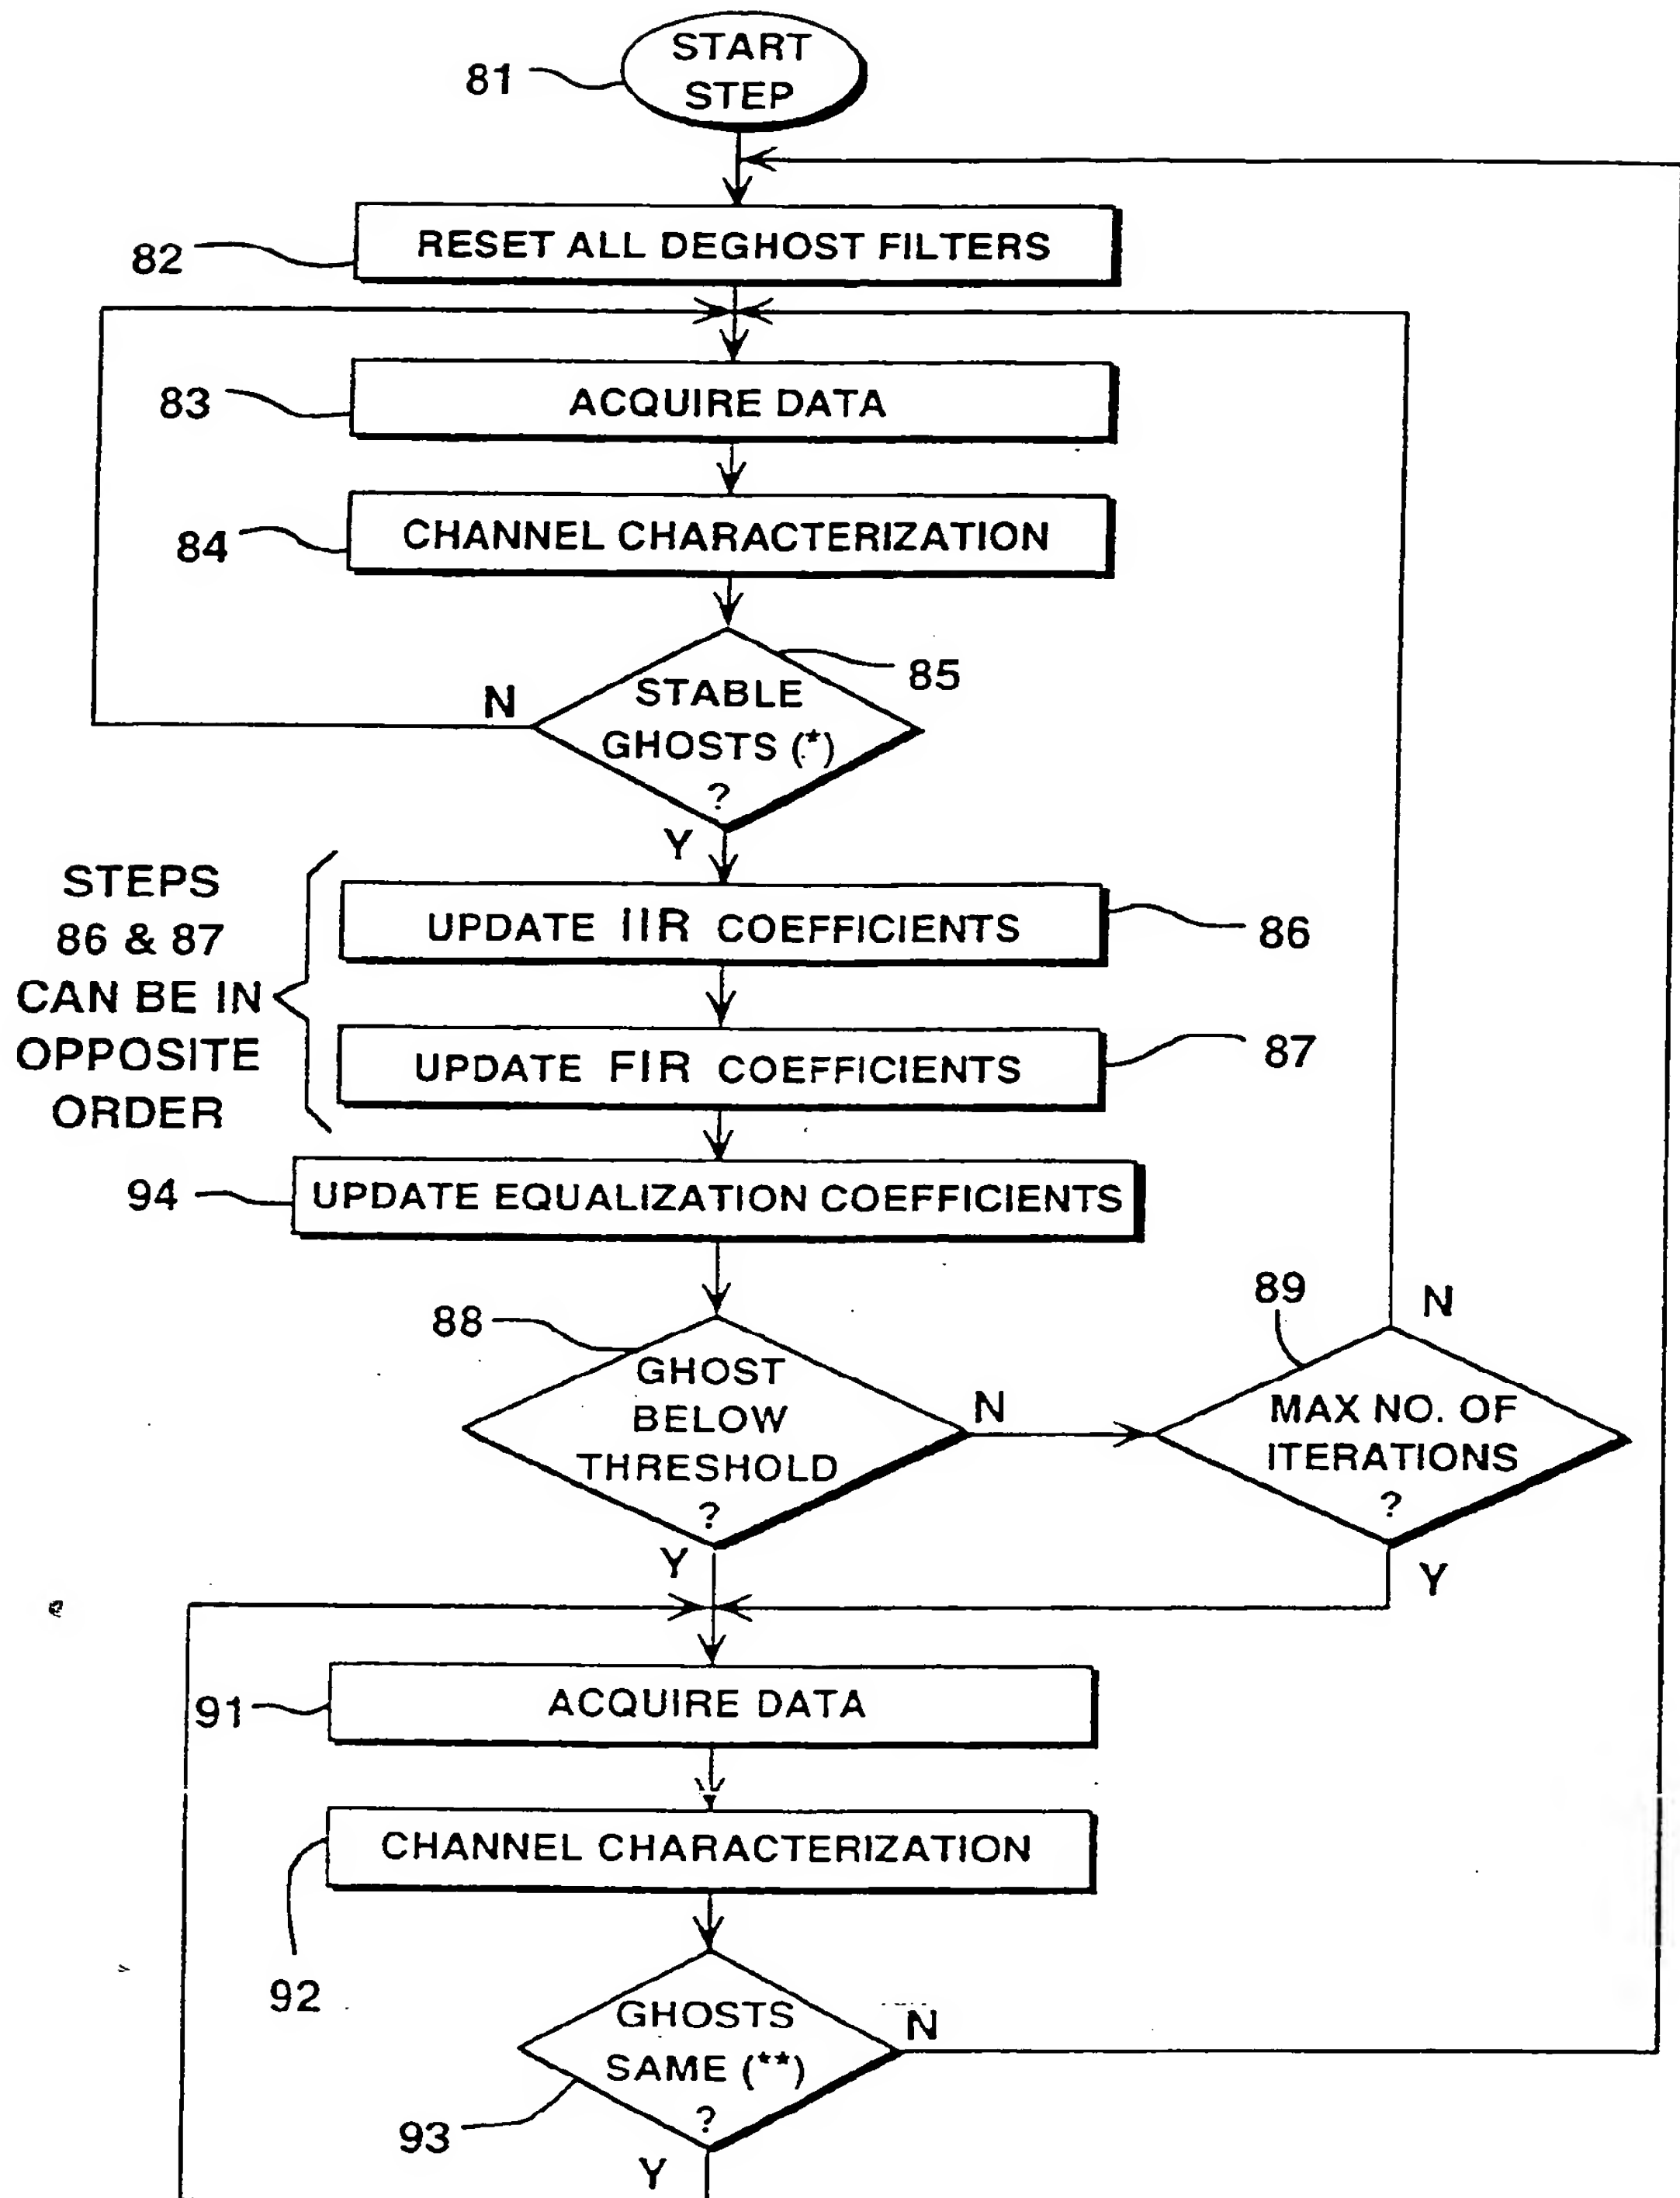 START
STEP
81
RESET ALL DEGHOST FILTERS
82
ACQUIRE DATA
83
CHANNEL CHARACTERIZATION
84
85
STABLE
GHOSTS (*)
?
N
Y
STEPS
86 & 87
CAN BE IN
OPPOSITE
ORDER
UPDATE IIR COEFFICIENTS
86
UPDATE FIR COEFFICIENTS
87
94
UPDATE EQUALIZATION COEFFICIENTS
88
GHOST
BELOW
THRESHOLD
?
N
Y
89
N
MAX NO. OF
ITERATIONS
?
Y
ACQUIRE DATA
91
CHANNEL CHARACTERIZATION
92
GHOSTS
SAME (**)
?
N
93
Y